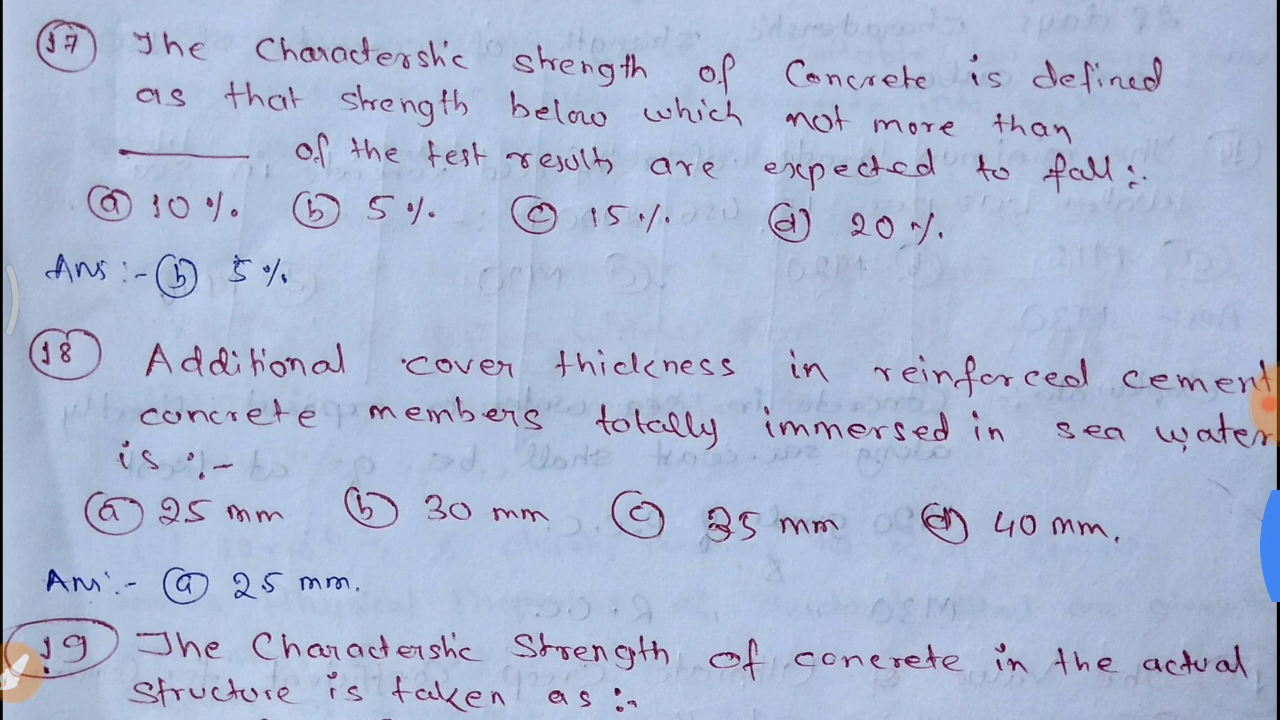 17 The Characterstic strength of Concrete is defined
as that strength below which not more than
______ of the test results are expected to fall :-
(a) 10 %. (b) 5 %. (c) 15 %. (d) 20 %.
Ans :- (b) 5 %.
18 Additional cover thickness in reinforced cement
concrete members totally immersed in sea water
is :-
(a) 25 mm (b) 30 mm (c) 35 mm (d) 40 mm.
Ans :- (a) 25 mm.
19 The Characterstic Strength of concrete in the actual
structure is taken as :-